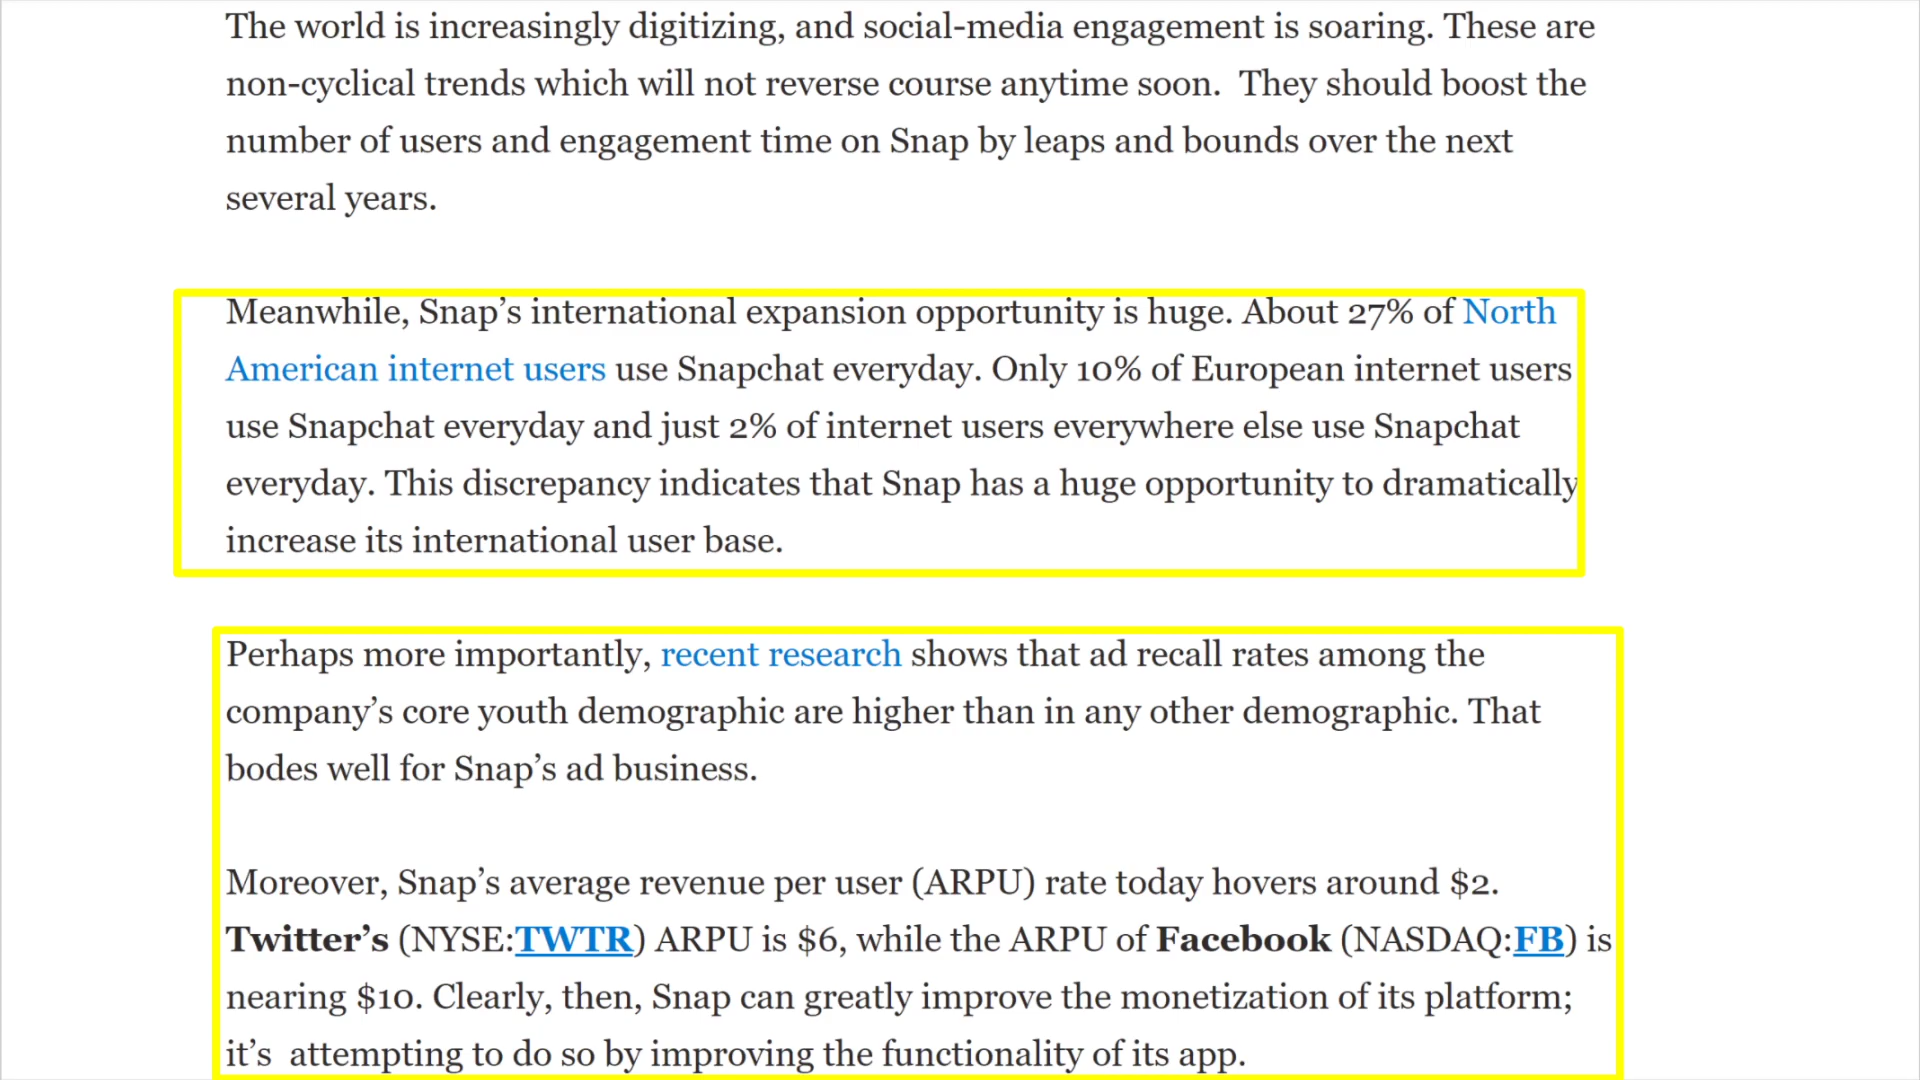 The world is increasingly digitizing, and social-media engagement is soaring. These are
non-cyclical trends which will not reverse course anytime soon.  They should boost the
number of users and engagement time on Snap by leaps and bounds over the next
several years.
Meanwhile, Snap’s international expansion opportunity is huge. About 27% of North
American internet users use Snapchat everyday. Only 10% of European internet users
use Snapchat everyday and just 2% of internet users everywhere else use Snapchat
everyday. This discrepancy indicates that Snap has a huge opportunity to dramatically
increase its international user base.
Perhaps more importantly, recent research shows that ad recall rates among the
company’s core youth demographic are higher than in any other demographic. That
bodes well for Snap’s ad business.
Moreover, Snap’s average revenue per user (ARPU) rate today hovers around $2.
Twitter’s (NYSE:TWTR) ARPU is $6, while the ARPU of Facebook (NASDAQ:FB) is
nearing $10. Clearly, then, Snap can greatly improve the monetization of its platform;
it’s  attempting to do so by improving the functionality of its app.